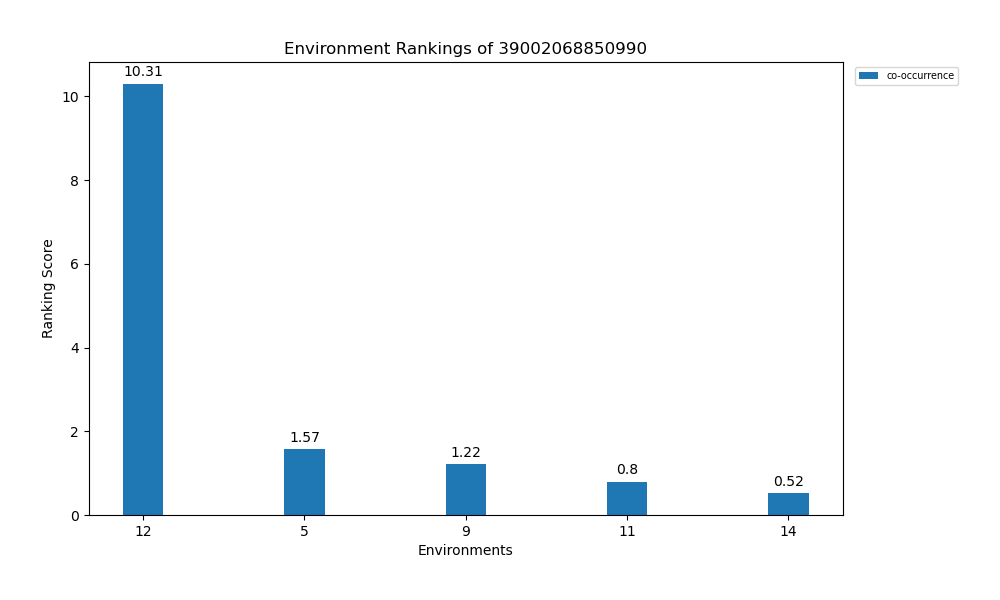 Environment Rankings of 39002068850990
co-occurrence
10.31
1.57
1.22
0.8
0.52
Ranking Score
10
8
6
4
2
0
12 5 9 11 14
Environments